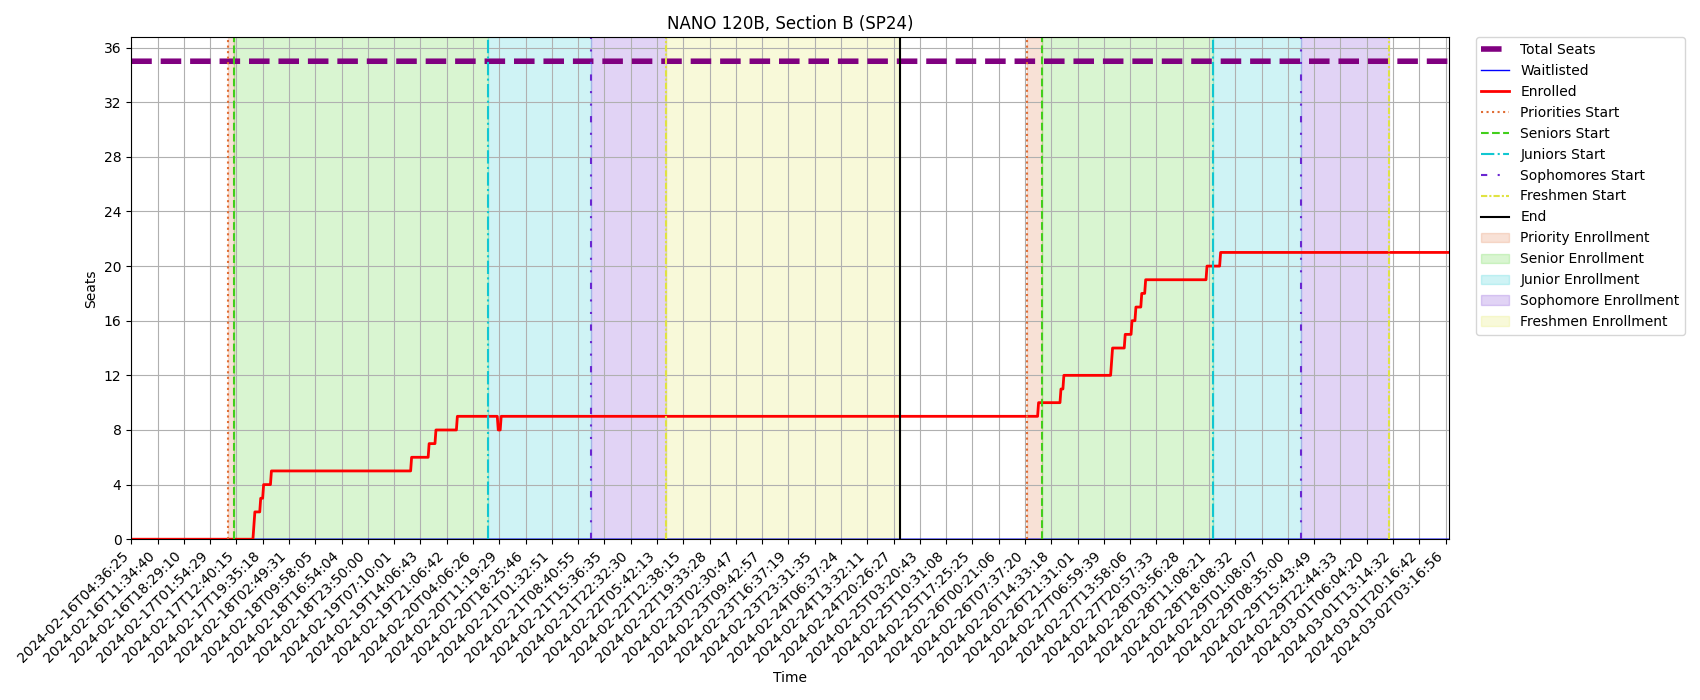 NANO 120B, Section B (SP24)
36
32
28
24
20
16
12
8
4
0
Seats
2024-02-16T04:36:25
2024-02-16T11:34:40
2024-02-16T18:29:10
2024-02-17T01:54:29
2024-02-17T12:40:15
2024-02-17T19:35:18
2024-02-18T02:49:31
2024-02-18T09:58:05
2024-02-18T16:54:04
2024-02-18T23:50:00
2024-02-19T07:10:01
2024-02-19T14:06:43
2024-02-19T21:06:42
2024-02-20T04:06:26
2024-02-20T11:19:29
2024-02-20T18:25:46
2024-02-21T01:32:51
2024-02-21T08:40:55
2024-02-21T15:36:35
2024-02-21T22:32:30
2024-02-22T05:42:13
2024-02-22T12:38:15
2024-02-22T19:33:28
2024-02-23T02:30:47
2024-02-23T09:42:57
2024-02-23T16:37:19
2024-02-23T23:31:35
2024-02-24T06:37:24
2024-02-24T13:32:11
2024-02-24T20:26:27
2024-02-25T03:20:43
2024-02-25T10:31:08
2024-02-25T17:25:25
2024-02-26T00:21:06
2024-02-26T07:37:20
2024-02-26T14:33:18
2024-02-26T21:31:01
2024-02-27T06:59:39
2024-02-27T13:58:06
2024-02-27T20:57:33
2024-02-28T03:56:28
2024-02-28T11:08:21
2024-02-28T18:08:32
2024-02-29T01:08:07
2024-02-29T08:35:00
2024-02-29T15:43:49
2024-02-29T22:44:33
2024-03-01T06:04:20
2024-03-01T13:14:32
2024-03-01T20:16:42
2024-03-02T03:16:56
Time
Total Seats
Waitlisted
Enrolled
Priorities Start
Seniors Start
Juniors Start
Sophomores Start
Freshmen Start
End
Priority Enrollment
Senior Enrollment
Junior Enrollment
Sophomore Enrollment
Freshmen Enrollment